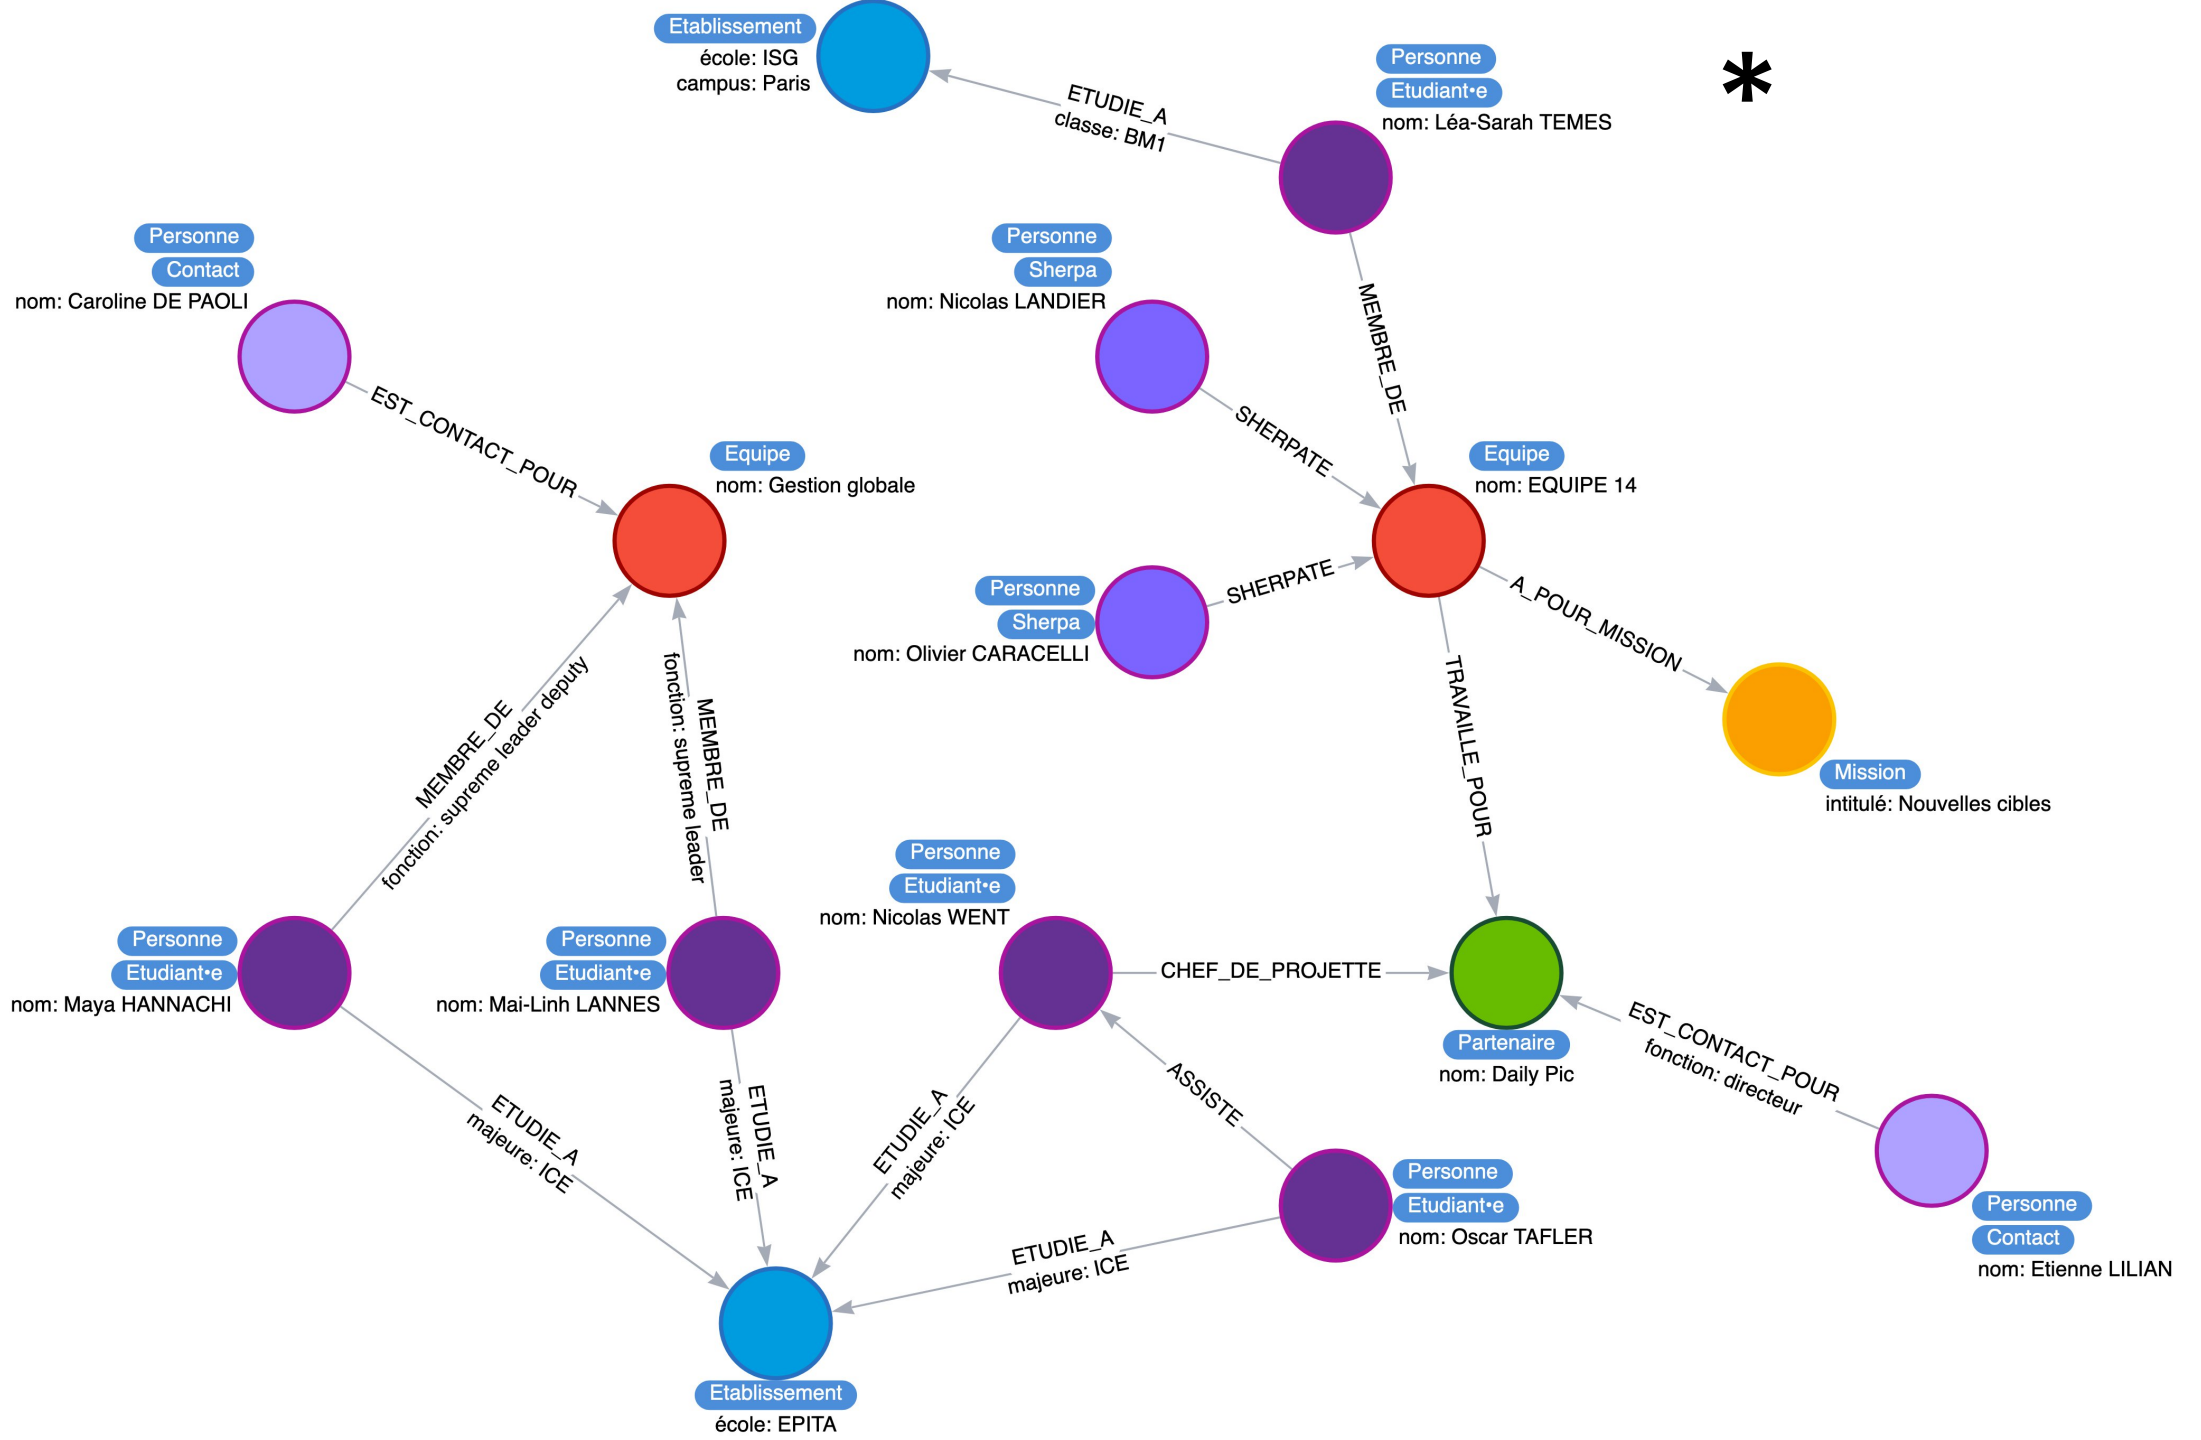 Etablissement
école: ISG
campus: Paris
Personne
Etudiant•e
nom: Léa-Sarah TEMES
*
ETUDIE_A
classe: BM1
Personne
Contact
nom: Caroline DE PAOLI
Personne
Sherpa
nom: Nicolas LANDIER
MEMBRE_DE
EST_CONTACT_POUR
SHERPATE
Equipe
nom: Gestion globale
Equipe
nom: EQUIPE 14
Personne
Sherpa
nom: Olivier CARACELLI
SHERPATE
A_POUR_MISSION
MEMBRE_DE
fonction: supreme leader deputy
MEMBRE_DE
fonction: supreme leader
TRAVAILLE_POUR
Mission
intitulé: Nouvelles cibles
Personne
Etudiant•e
nom: Nicolas WENT
Personne
Etudiant•e
nom: Maya HANNACHI
Personne
Etudiant•e
nom: Mai-Linh LANNES
CHEF_DE_PROJETTE
Partenaire
nom: Daily Pic
EST_CONTACT_POUR
fonction: directeur
ETUDIE_A
majeure: ICE
ETUDIE_A
majeure: ICE
ETUDIE_A
majeure: ICE
ASSISTE
Personne
Etudiant•e
nom: Oscar TAFLER
Personne
Contact
nom: Etienne LILIAN
ETUDIE_A
majeure: ICE
Etablissement
école: EPITA